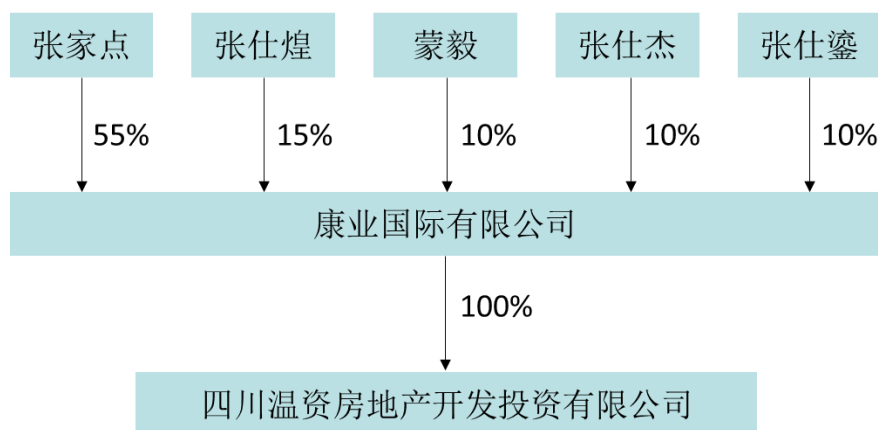 张家点 张仕煌 蒙毅 张仕杰 张仕鎏
55% 15% 10% 10% 10%
康业国际有限公司
100%
四川温资房地产开发投资有限公司